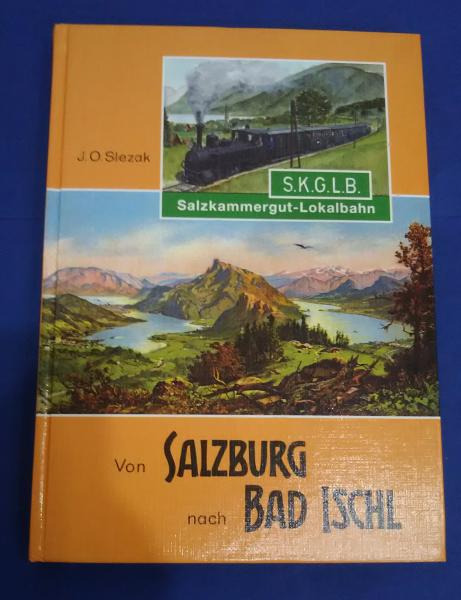 J.O. Slezak
S.K.G.L.B.
Salzkammergut-Lokalbahn
Von SALZBURG
nach BAD ISCHL